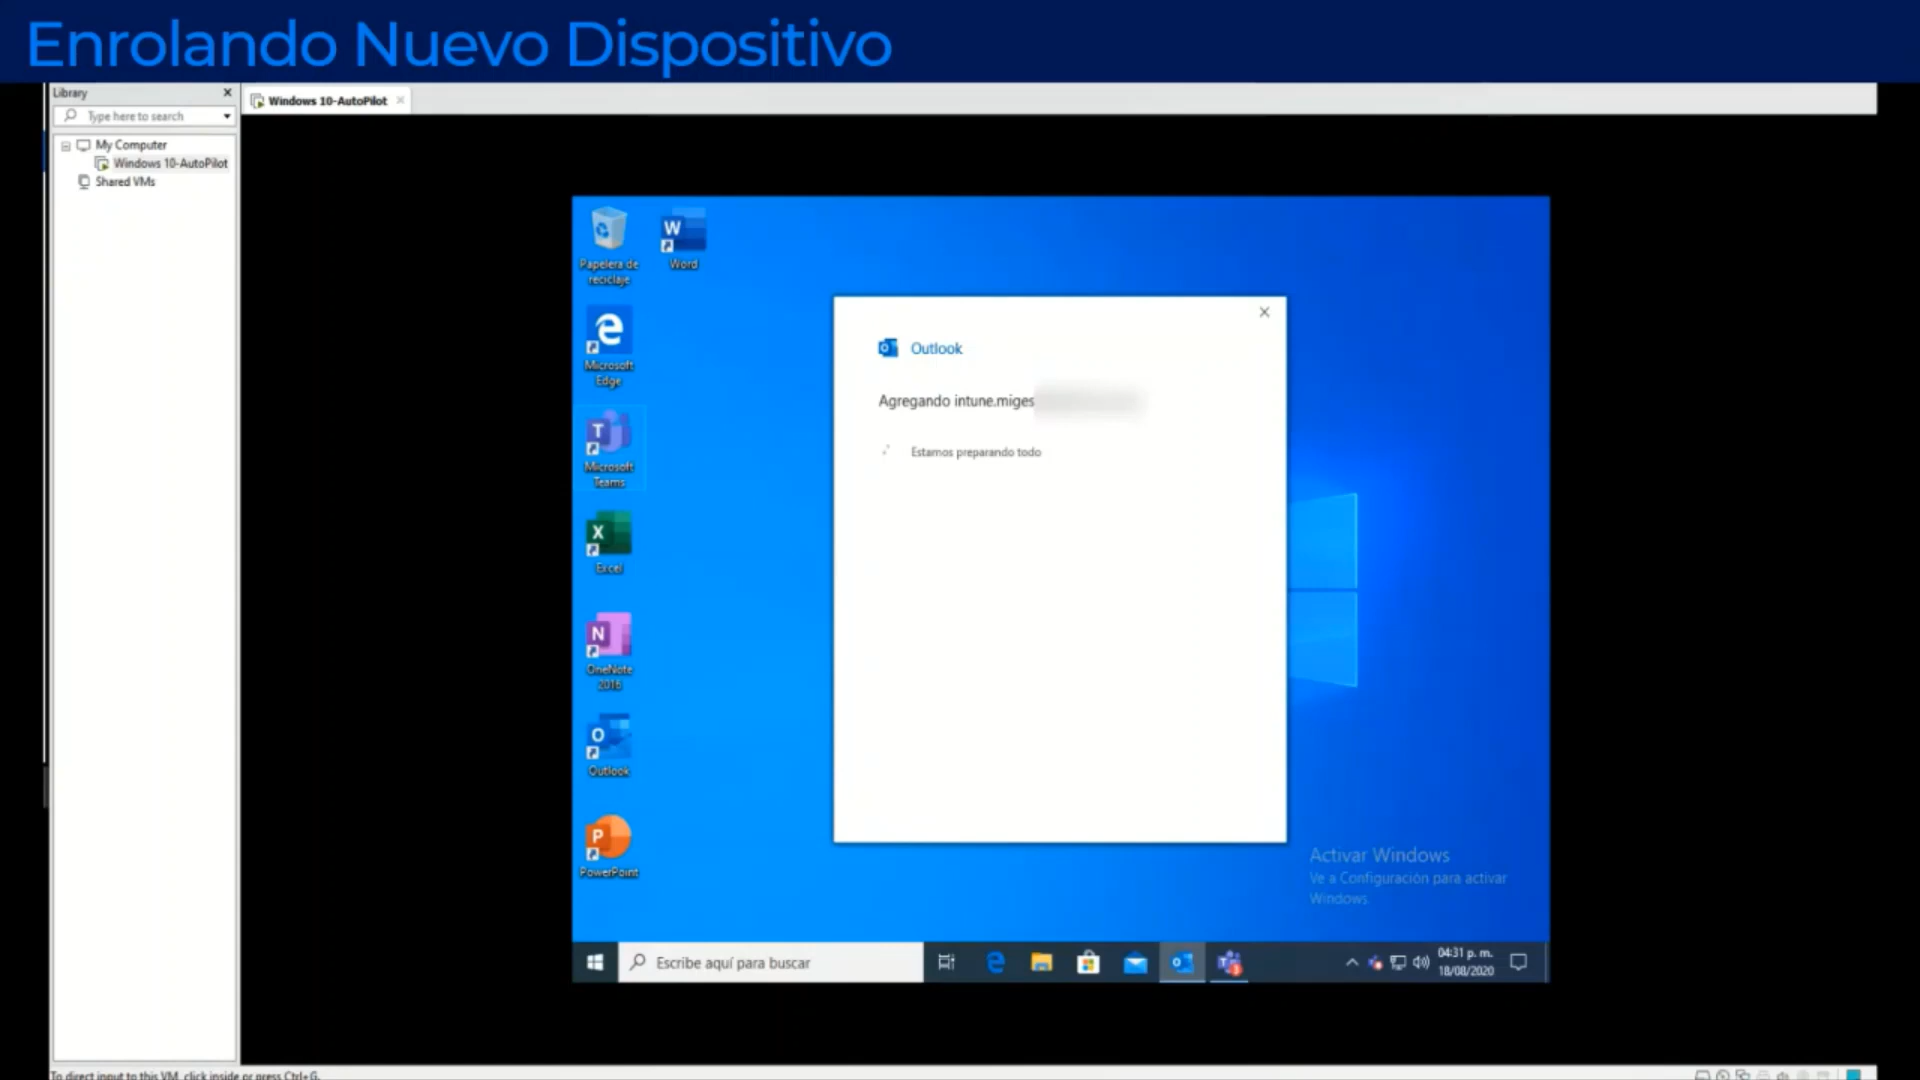 Enrolando Nuevo Dispositivo
Library
Type here to search
My Computer
Windows 10-AutoPilot
Shared VMs
Windows 10-AutoPilot
Papelera de
reciclaje
Word
Microsoft
Edge
Microsoft
Teams
Excel
OneNote
2016
Outlook
PowerPoint
Outlook
Agregando intune.miges
Estamos preparando todo
Activar Windows
Ve a Configuración para activar
Windows.
Escribe aquí para buscar
04:31 p. m.
18/08/2020
To direct input to this VM, click inside or press Ctrl+G.